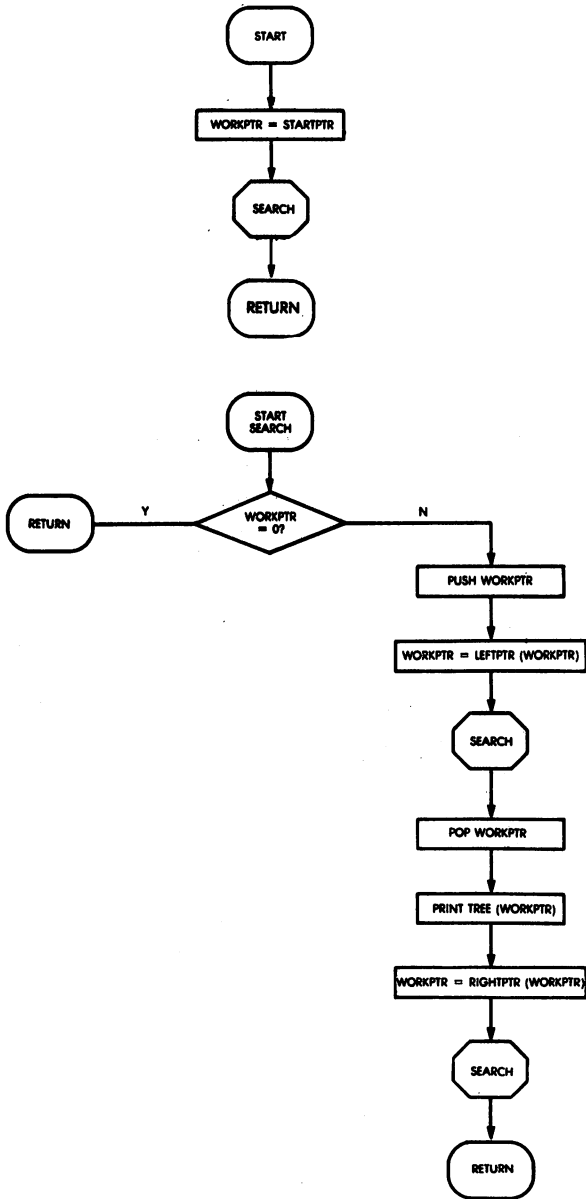 START
WORKPTR = STARTPTR
SEARCH
RETURN
START
SEARCH
WORKPTR
= 0?
Y
N
RETURN
PUSH WORKPTR
WORKPTR = LEFTPTR (WORKPTR)
SEARCH
POP WORKPTR
PRINT TREE (WORKPTR)
WORKPTR = RIGHTPTR (WORKPTR)
SEARCH
RETURN